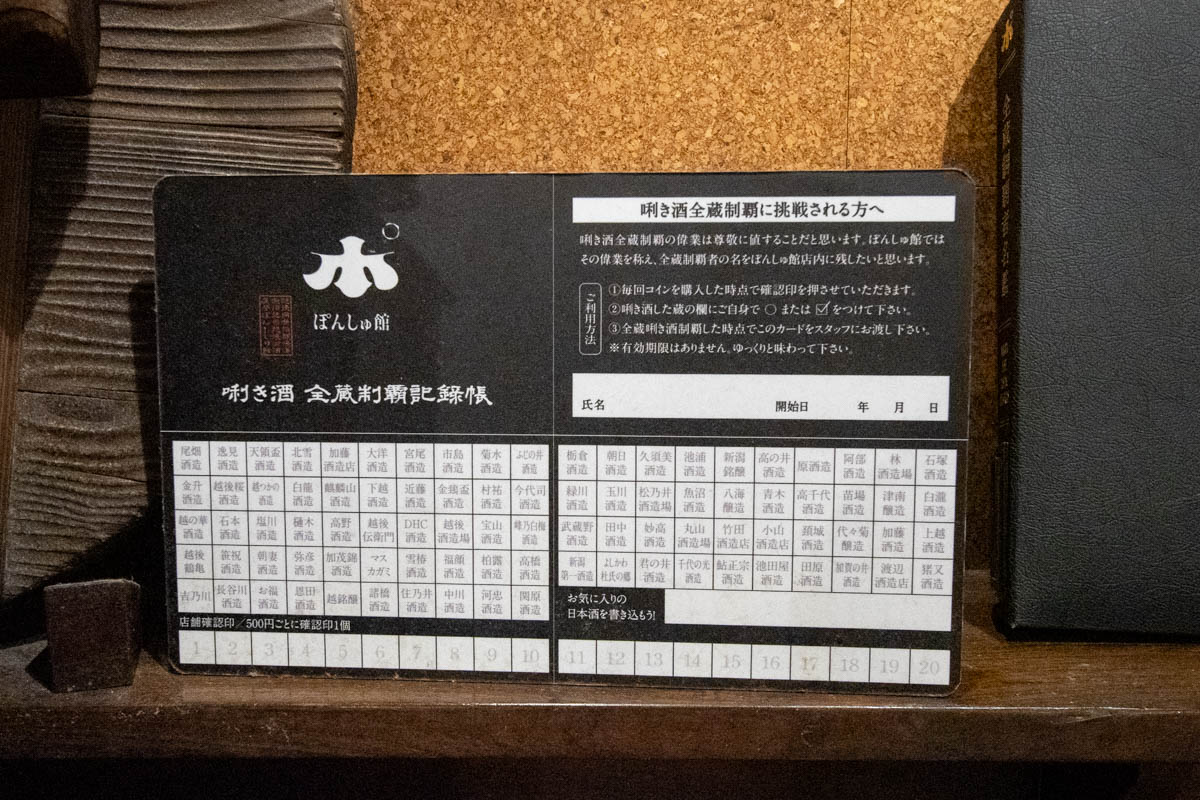 ぽんしゅ館
唎き酒 全蔵制覇記録帳
唎き酒全蔵制覇に挑戦される方へ
唎き酒全蔵制覇の偉業は尊敬に値することだと思います。ぽんしゅ館では
その偉業を称え、全蔵制覇者の名をぽんしゅ館店内に残したいと思います。
ご利用方法
①毎回コインを購入した時点で確認印を押させていただきます。
②唎き酒した蔵の欄にご自身で ○ または ☑ をつけて下さい。
③全蔵唎き酒制覇した時点でこのカードをスタッフにお渡し下さい。
※有効期限はありません。ゆっくりと味わって下さい。
氏名 開始日 年 月 日
尾畑酒造 逸見酒造 天領盃酒造 北雪酒造 加藤酒造店 大洋酒造 宮尾酒造 市島酒造 菊水酒造 ふじの井酒造
金升酒造 越後桜酒造 越つかの酒造 白龍酒造 麒麟山酒造 下越酒造 近藤酒造 金鵄盃酒造 村祐酒造 今代司酒造
越の華酒造 石本酒造 塩川酒造 樋木酒造 高野酒造 越後伝衛門 DHC酒造 越後酒造場 宝山酒造 峰乃白梅酒造
越後鶴亀 笹祝酒造 朝妻酒造 弥彦酒造 加茂錦酒造 マスカガミ 雪椿酒造 福顔酒造 柏露酒造 高橋酒造
吉乃川 長谷川酒造 お福酒造 恩田酒造 越銘醸 諸橋酒造 住乃井酒造 中川酒造 河忠酒造 関原酒造
店舗確認印／500円ごとに確認印1個
1 2 3 4 5 6 7 8 9 10
栃倉酒造 朝日酒造 久須美酒造 池浦酒造 新潟銘醸 高の井酒造 原酒造 阿部酒造 林酒造場 石塚酒造
緑川酒造 玉川酒造 松乃井酒造場 魚沼酒造 八海醸造 青木酒造 高千代酒造 苗場酒造 津南醸造 白瀧酒造
武蔵野酒造 田中酒造 妙高酒造 丸山酒造場 竹田酒造店 小山酒造店 頚城酒造 代々菊醸造 加藤酒造 上越酒造
新潟第一酒造 よしかわ杜氏の郷 君の井酒造 千代の光酒造 鮎正宗酒造 池田屋酒造 田原酒造 加賀の井酒造 渡辺酒造店 猪又酒造
お気に入りの
日本酒を書き込もう!
11 12 13 14 15 16 17 18 19 20